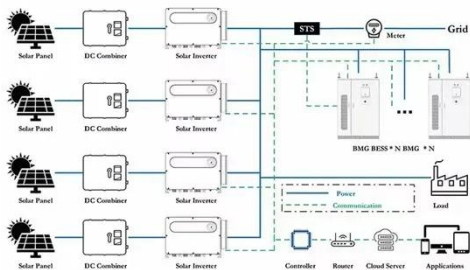 STS
Meter
Grid
Solar Panel
DC Combiner
Solar Inverter
Solar Panel
DC Combiner
Solar Inverter
BMG BESS * N BMG * N
Solar Panel
DC Combiner
Solar Inverter
Power
Communication
Load
Solar Panel
DC Combiner
Solar Inverter
Controller
Router
Cloud Server
Applications